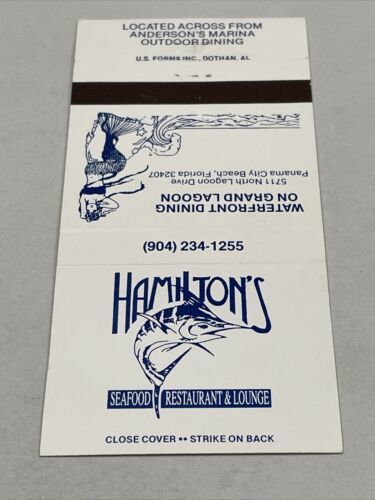 LOCATED ACROSS FROM
ANDERSON'S MARINA
OUTDOOR DINING
U.S. FORMS INC., DOTHAN, AL
WATERFRONT DINING
ON GRAND LAGOON
5711 North Lagoon Drive
Panama City Beach, Florida 32407
(904) 234-1255
HAMILTON'S
SEAFOOD RESTAURANT & LOUNGE
CLOSE COVER •• STRIKE ON BACK